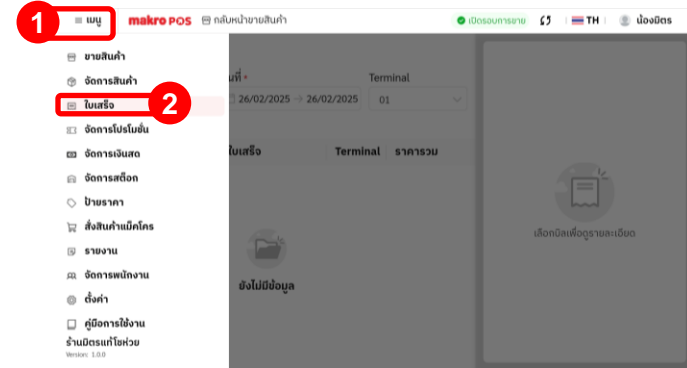 1
เมนู makro POS กลับหน้าขายสินค้า เปิดรอบการขาย TH น้องมิตร
ขายสินค้า
จัดการสินค้า
ใบเสร็จ 2
จัดการโปรโมชั่น
จัดการเงินสด
จัดการสต็อก
ป้ายราคา
สั่งสินค้าแม็คโคร
รายงาน
จัดการพนักงาน
ตั้งค่า
คู่มือการใช้งาน
ร้านมิตรแท้โชห่วย
Version: 1.0.0
นที่ • Terminal
26/02/2025 → 26/02/2025 01
ใบเสร็จ Terminal ราคารวม
ยังไม่มีข้อมูล
เลือกบิลเพื่อดูรายละเอียด